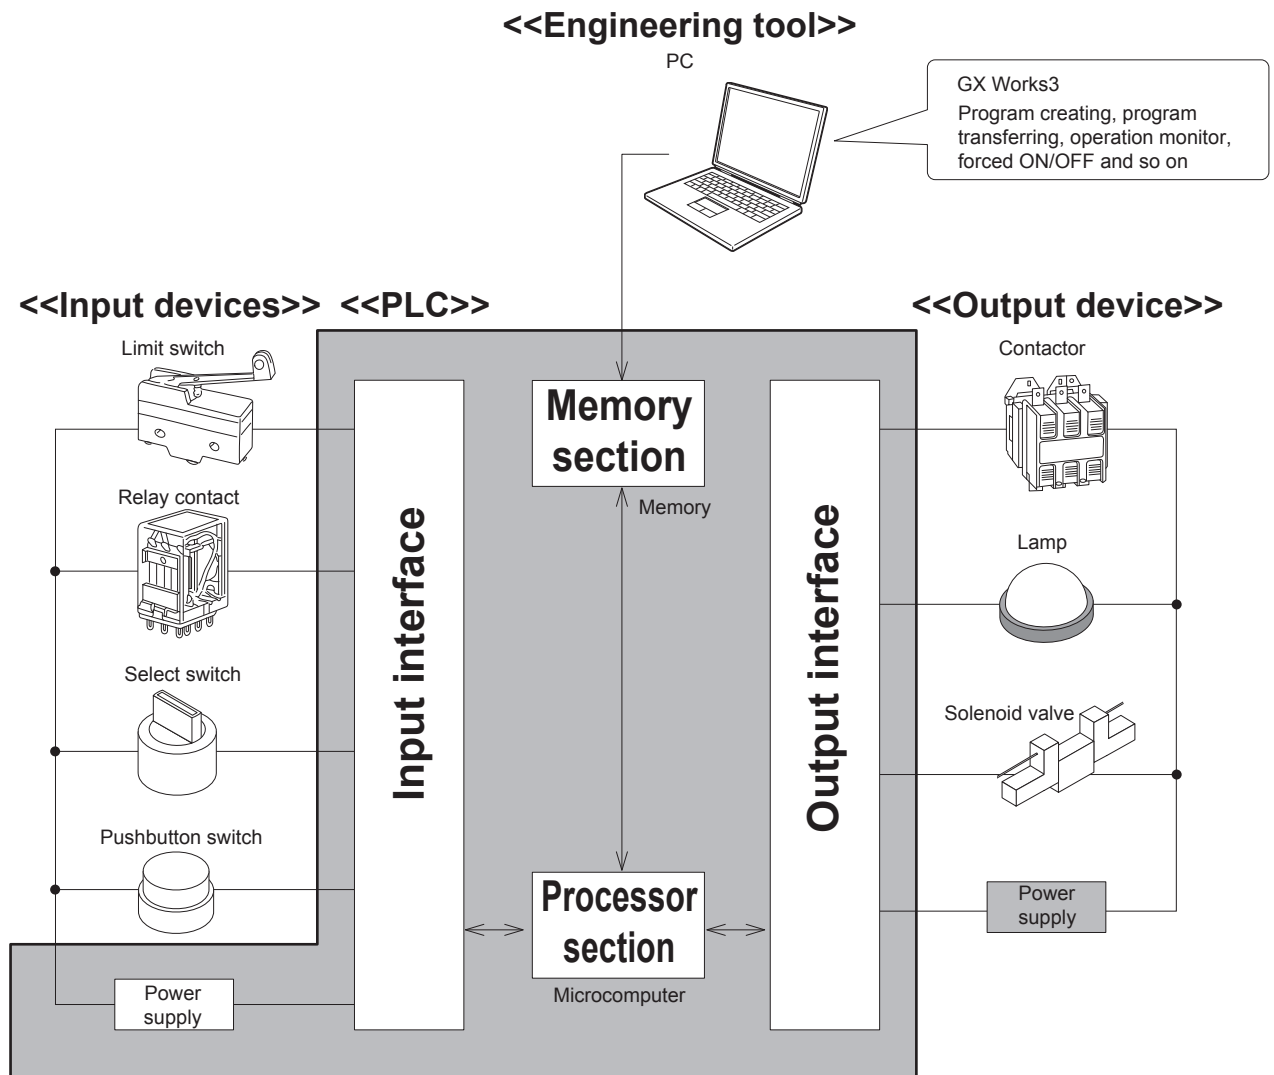 <<Engineering tool>>
PC
GX Works3
Program creating, program
transferring, operation monitor,
forced ON/OFF and so on
<<Input devices>>
<<PLC>>
<<Output device>>
Limit switch
Relay contact
Select switch
Pushbutton switch
Power
supply
Input interface
Memory
section
Memory
Processor
section
Microcomputer
Output interface
Contactor
Lamp
Solenoid valve
Power
supply